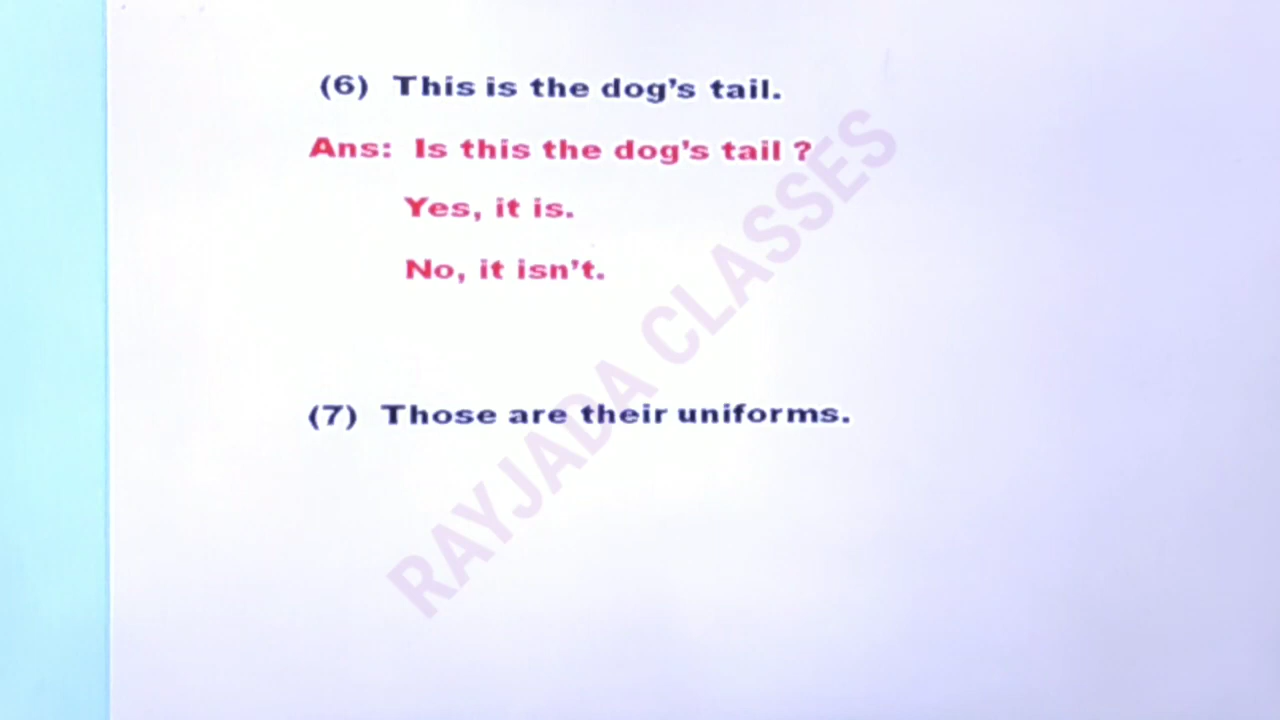 (6) This is the dog's tail.
Ans: Is this the dog's tail ?
Yes, it is.
No, it isn't.
(7) Those are their uniforms.
RAYJADA CLASSES